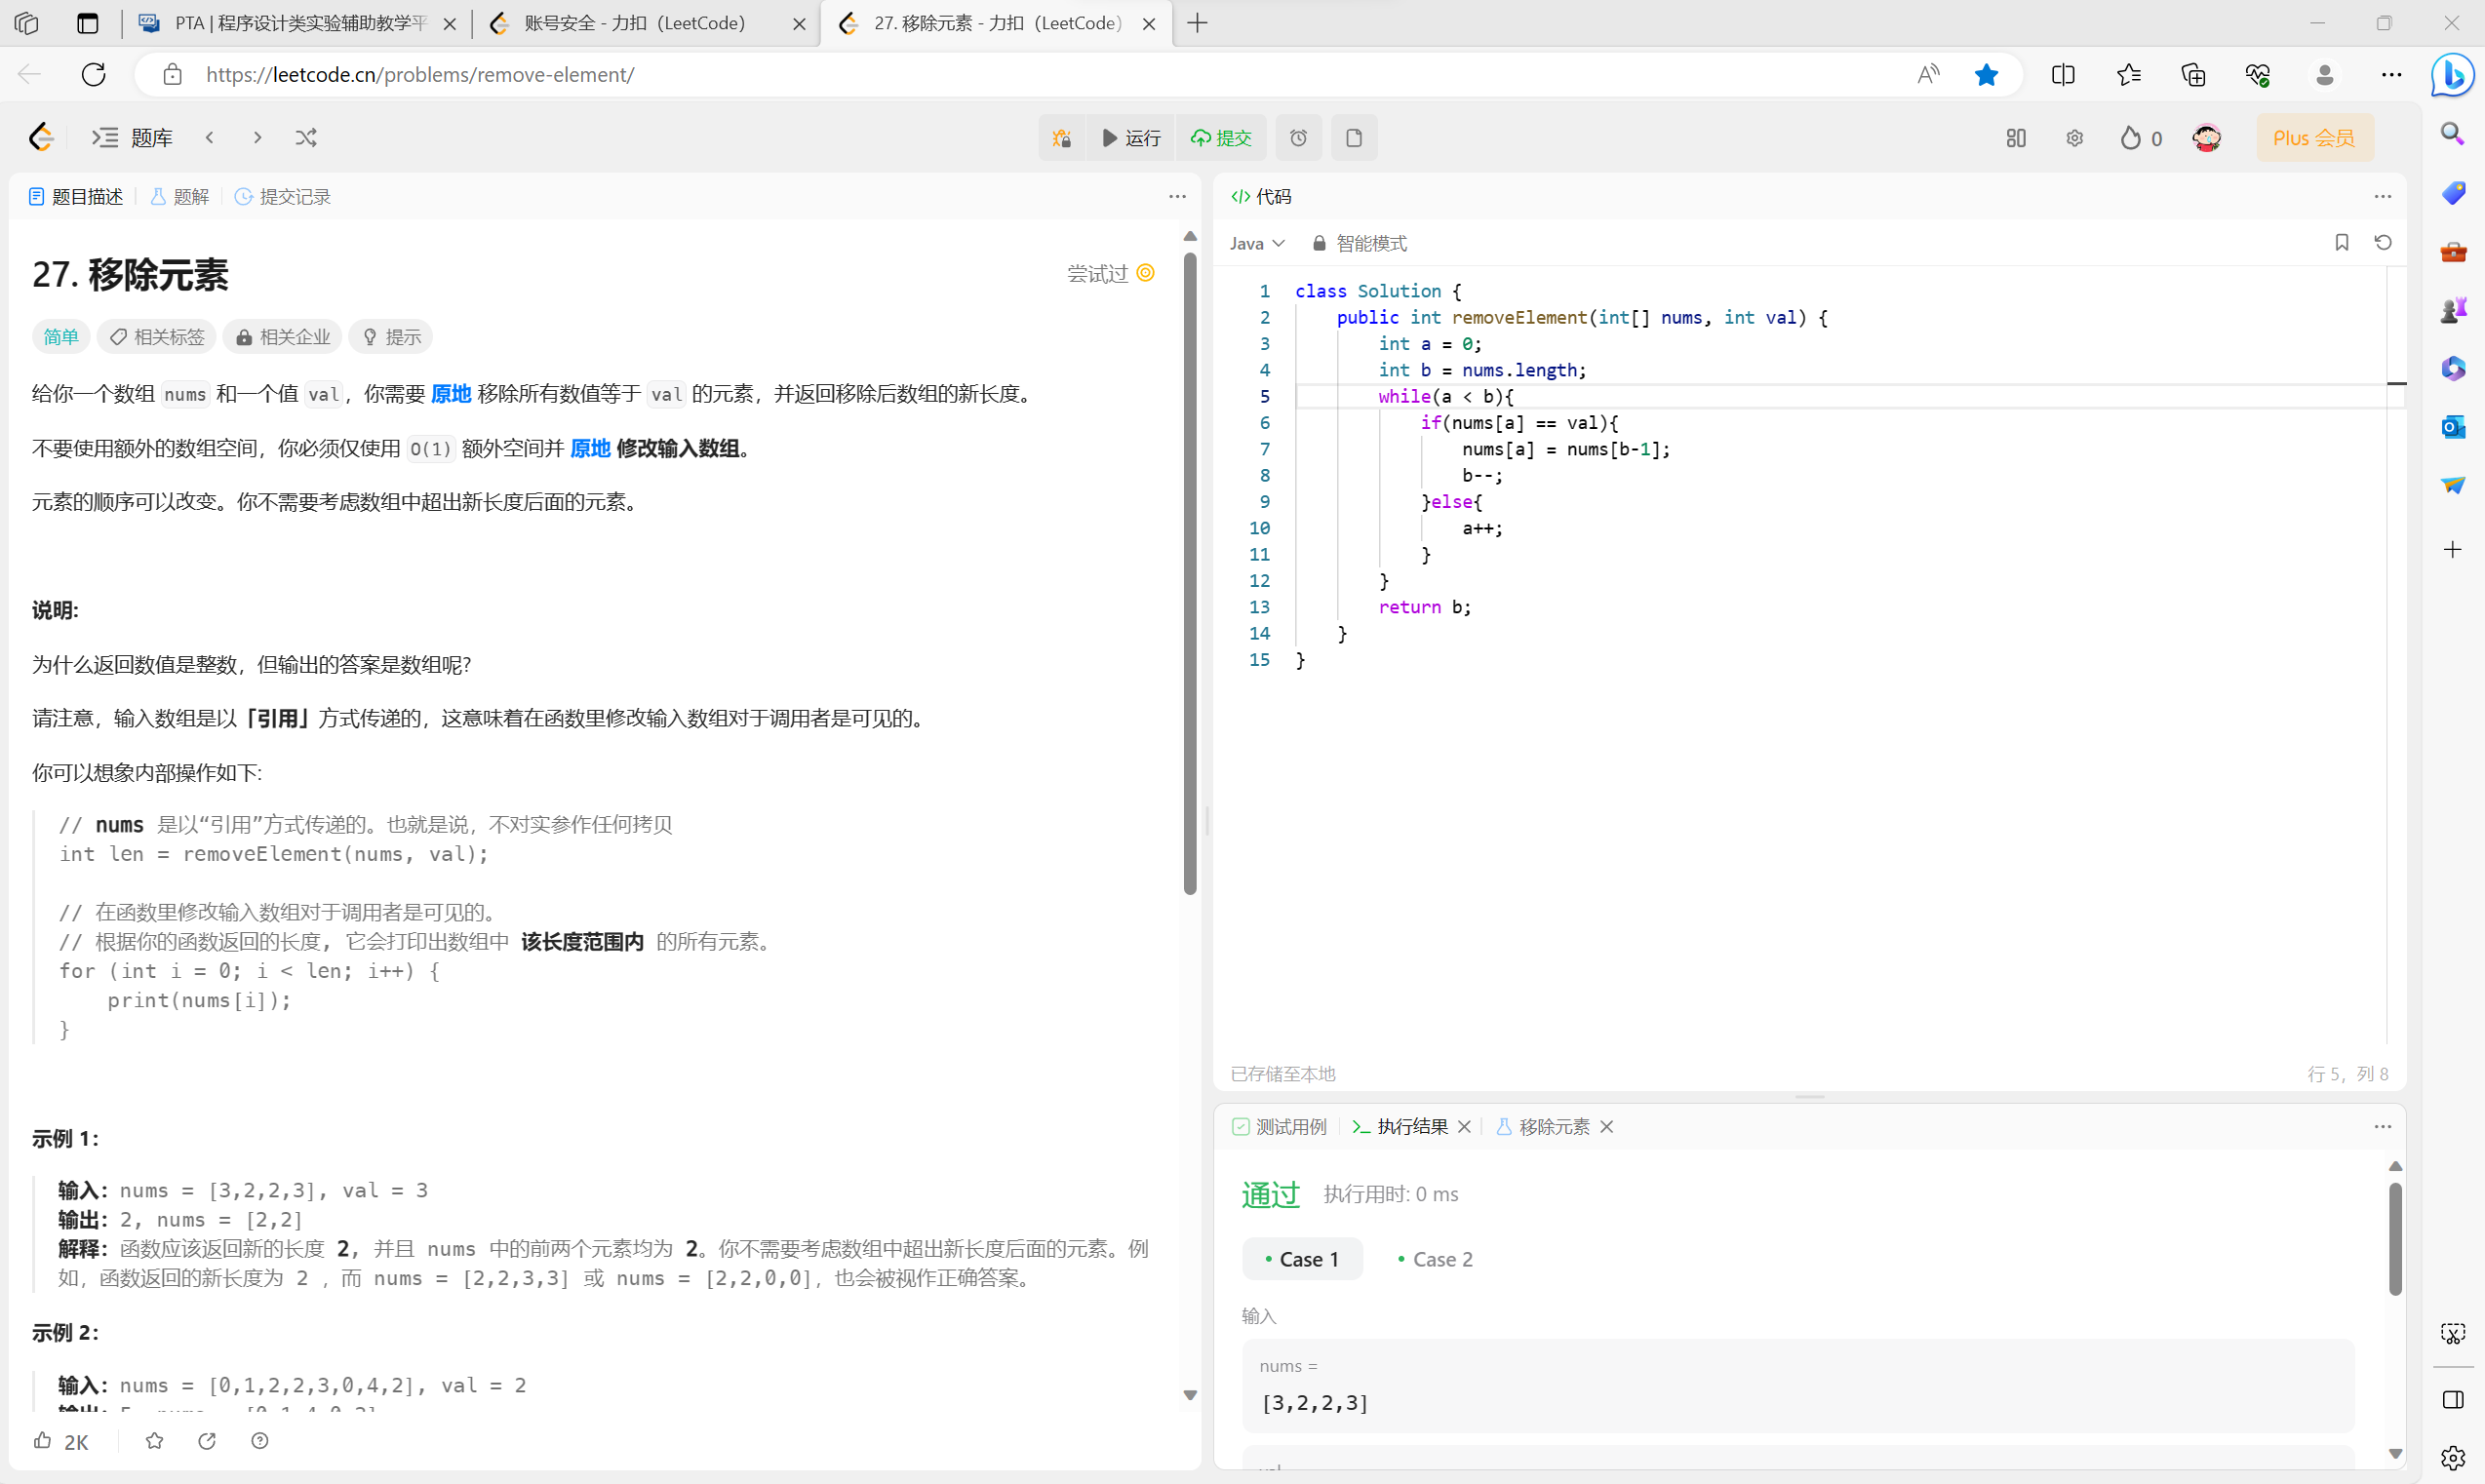 PTA | 程序设计类实验辅助教学平
账号安全 - 力扣（LeetCode）
27. 移除元素 - 力扣（LeetCode）
https://leetcode.cn/problems/remove-element/
题库
运行
提交
0
Plus 会员
题目描述
题解
提交记录
27. 移除元素
尝试过
简单
相关标签
相关企业
提示
给你一个数组 nums 和一个值 val，你需要 原地 移除所有数值等于 val 的元素，并返回移除后数组的新长度。
不要使用额外的数组空间，你必须仅使用 O(1) 额外空间并 原地 修改输入数组。
元素的顺序可以改变。你不需要考虑数组中超出新长度后面的元素。
说明:
为什么返回数值是整数，但输出的答案是数组呢?
请注意，输入数组是以「引用」方式传递的，这意味着在函数里修改输入数组对于调用者是可见的。
你可以想象内部操作如下:
// nums 是以“引用”方式传递的。也就是说，不对实参作任何拷贝
int len = removeElement(nums, val);
// 在函数里修改输入数组对于调用者是可见的。
// 根据你的函数返回的长度, 它会打印出数组中 该长度范围内 的所有元素。
for (int i = 0; i < len; i++) {
    print(nums[i]);
}
示例 1：
输入：nums = [3,2,2,3], val = 3
输出：2, nums = [2,2]
解释：函数应该返回新的长度 2, 并且 nums 中的前两个元素均为 2。你不需要考虑数组中超出新长度后面的元素。例
如，函数返回的新长度为 2 ，而 nums = [2,2,3,3] 或 nums = [2,2,0,0]，也会被视作正确答案。
示例 2：
输入：nums = [0,1,2,2,3,0,4,2], val = 2
2K
代码
Java
智能模式
1 class Solution {
2     public int removeElement(int[] nums, int val) {
3         int a = 0;
4         int b = nums.length;
5         while(a < b){
6             if(nums[a] == val){
7                 nums[a] = nums[b-1];
8                 b--;
9             }else{
10                 a++;
11             }
12         }
13         return b;
14     }
15 }
已存储至本地
行 5，列 8
测试用例
执行结果
移除元素
通过
执行用时: 0 ms
Case 1
Case 2
输入
nums =
[3,2,2,3]